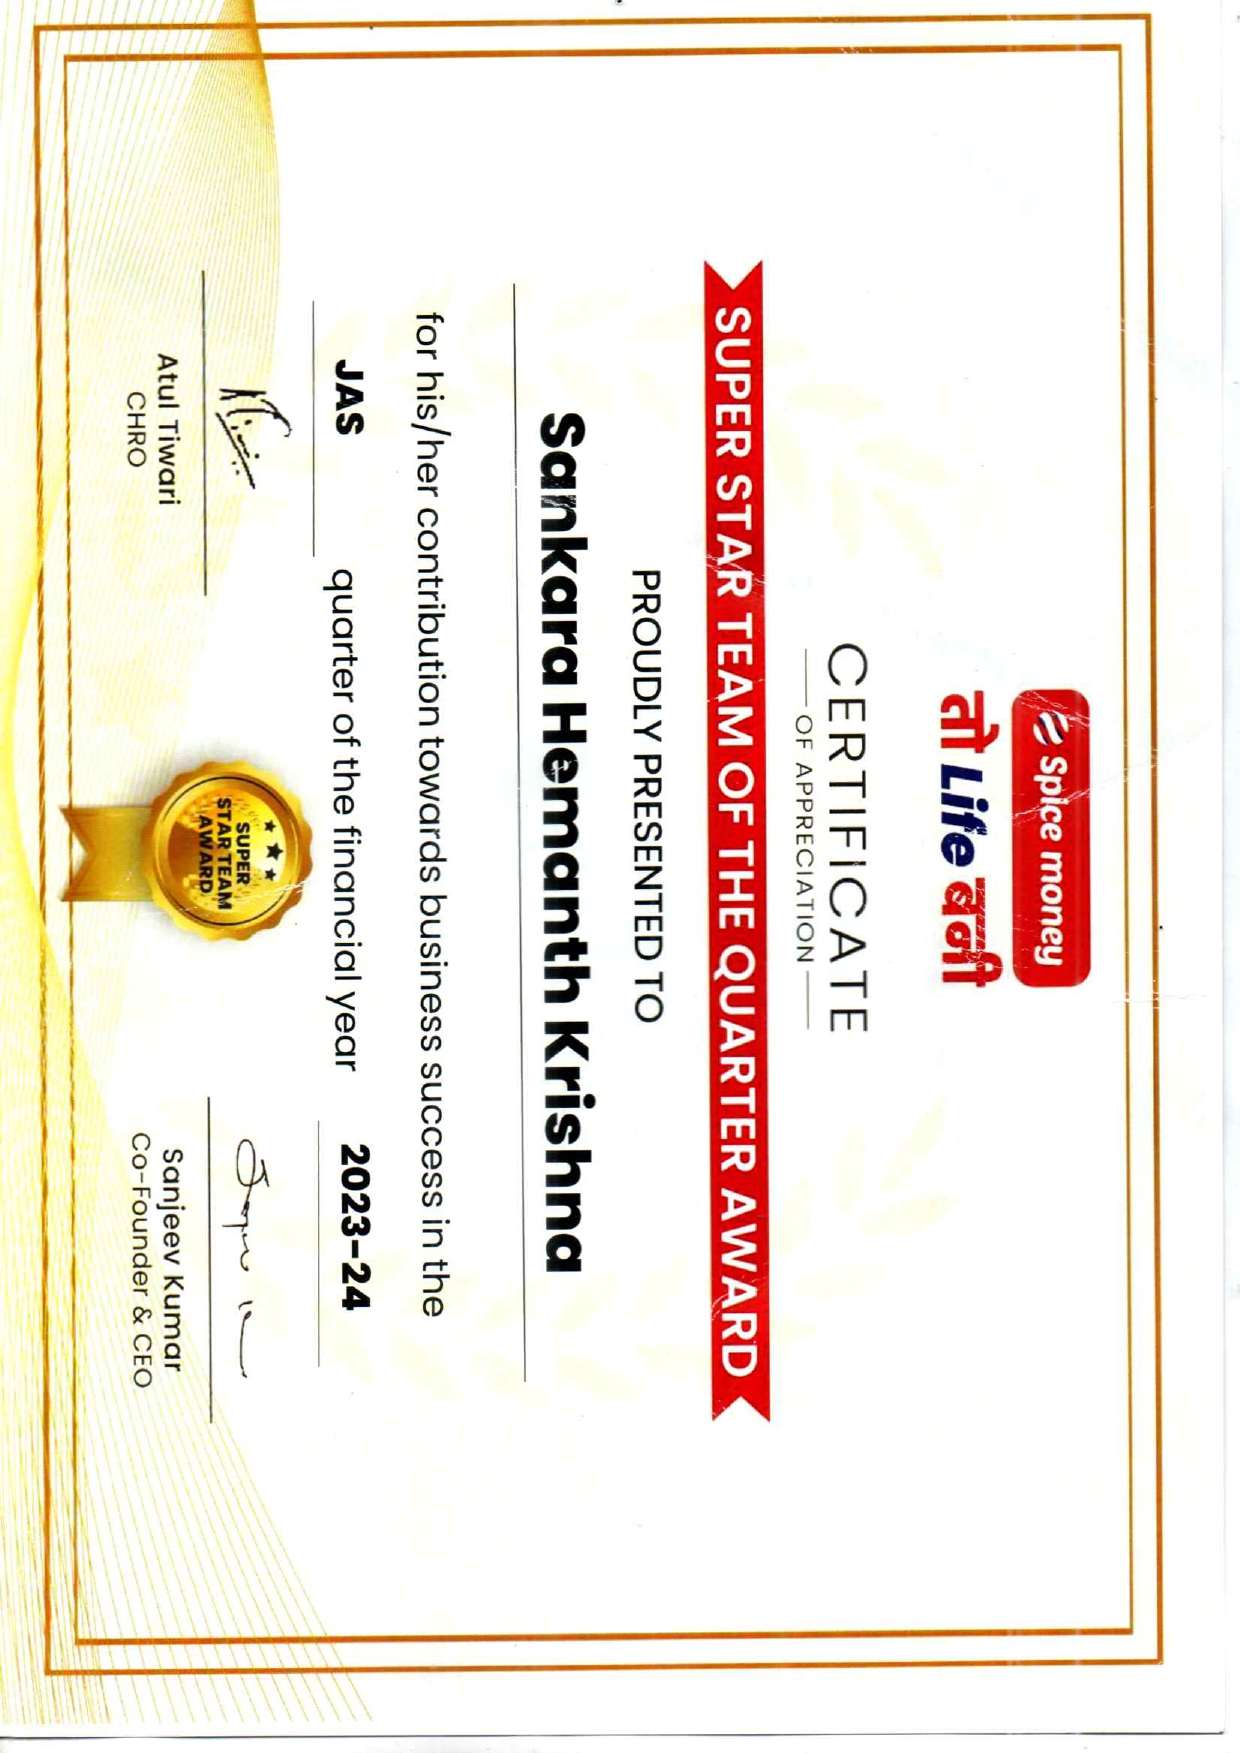 Spice money
तो Life बनी
CERTIFICATE
OF APPRECIATION
SUPER STAR TEAM OF THE QUARTER AWARD
PROUDLY PRESENTED TO
Sankara Hemanth Krishna
for his/her contribution towards business success in the
JAS quarter of the financial year 2023-24
SUPER
STAR TEAM
AWARD
Atul Tiwari
CHRO
Sanjeev Kumar
Co-Founder & CEO